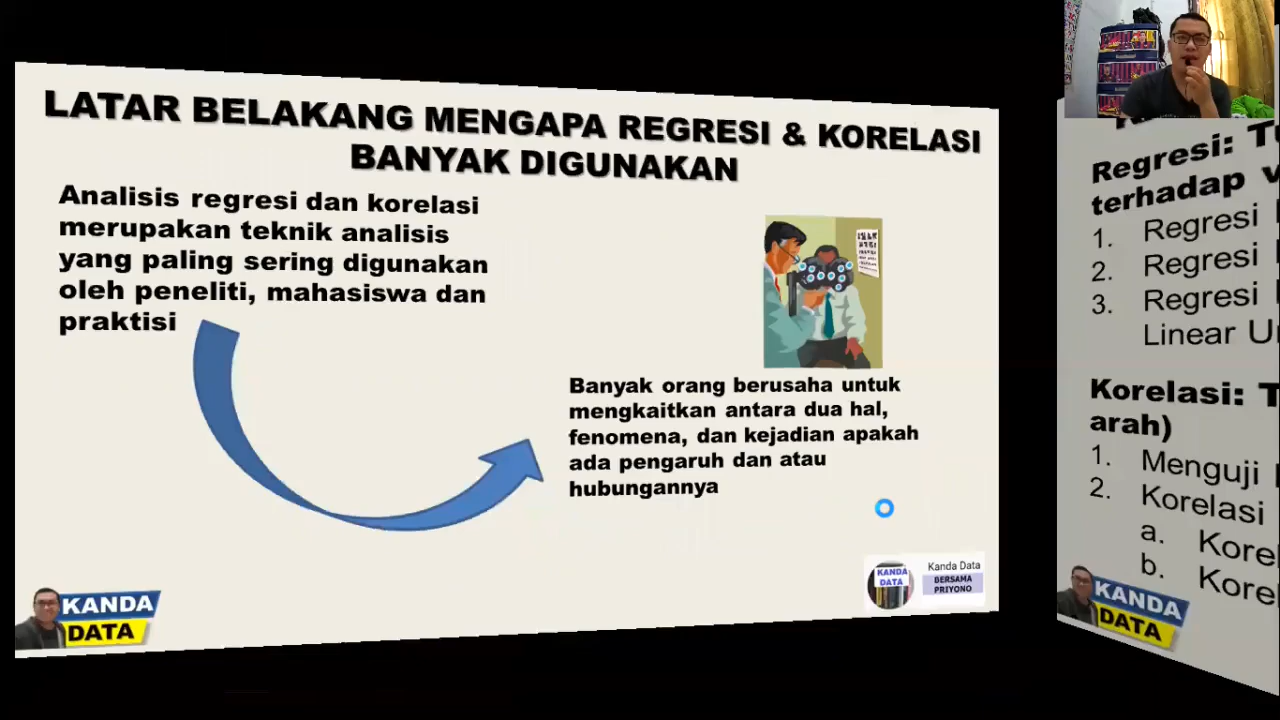 LATAR BELAKANG MENGAPA REGRESI & KORELASI
BANYAK DIGUNAKAN
Analisis regresi dan korelasi
merupakan teknik analisis
yang paling sering digunakan
oleh peneliti, mahasiswa dan
praktisi
Banyak orang berusaha untuk
mengkaitkan antara dua hal,
fenomena, dan kejadian apakah
ada pengaruh dan atau
hubungannya
KANDA
DATA
KANDA
DATA
Kanda Data
BERSAMA
PRIYONO
Regresi:
terhadap
1. Regresi
2. Regresi
3. Regresi
Linear
Korelasi:
arah)
1. Menguji
2. Korelasi
a.
b.
KANDA
DATA